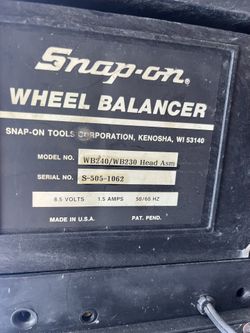 Snap-on
WHEEL BALANCER
SNAP-ON TOOLS CORPORATION, KENOSHA, WI 53140
MODEL NO. WB240/WB230 Head Asm
SERIAL NO. S-505-1062
8.5 VOLTS 1.5 AMPS 50/60 HZ
MADE IN U.S.A. PAT. PEND.